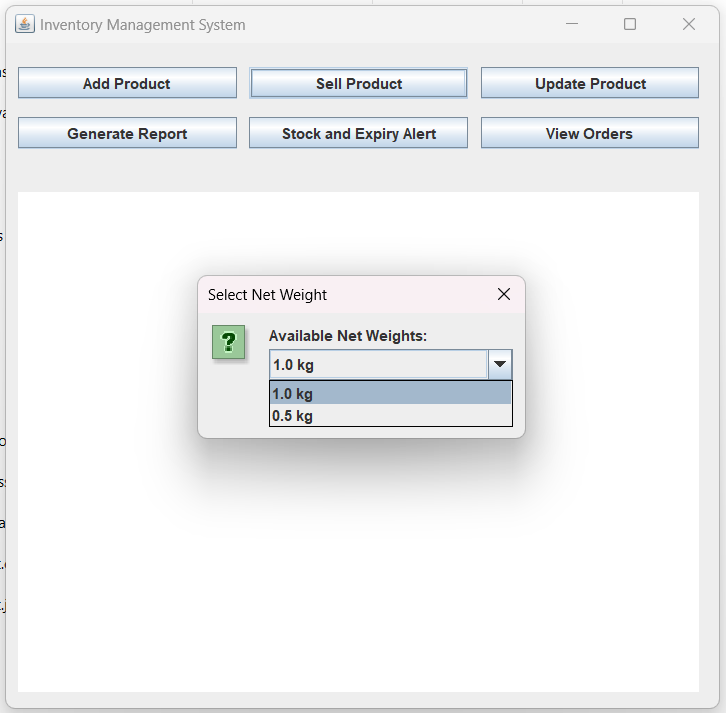 Inventory Management System
Add Product
Sell Product
Update Product
Generate Report
Stock and Expiry Alert
View Orders
Select Net Weight
?
Available Net Weights:
1.0 kg
1.0 kg
0.5 kg